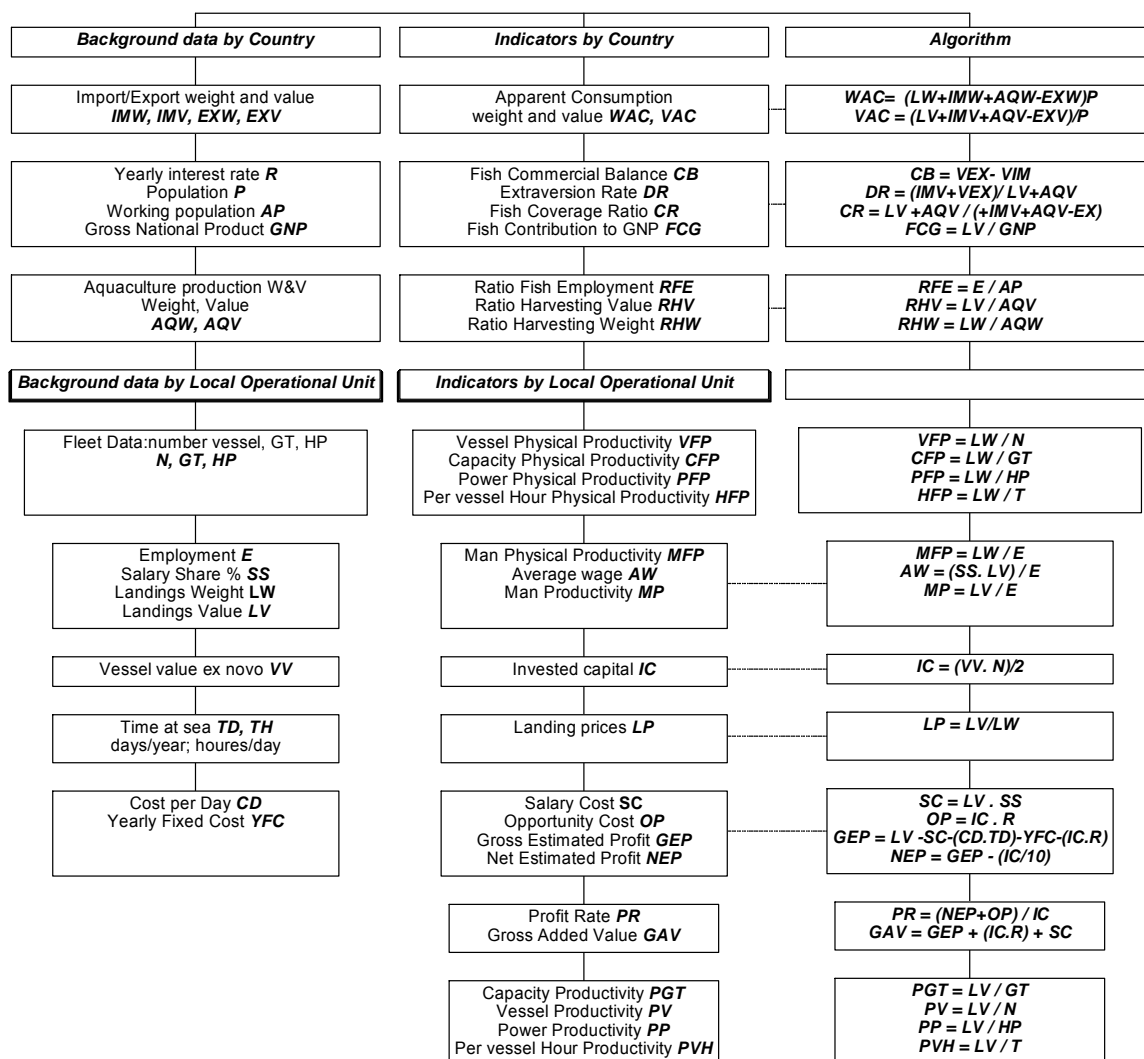 Background data by Country
Indicators by Country
Algorithm
Import/Export weight and value
IMW, IMV, EXW, EXV
Apparent Consumption
weight and value WAC, VAC
WAC= (LW+IMW+AQW-EXW)P
VAC = (LV+IMV+AQV-EXV)/P
Yearly interest rate R
Population P
Working population AP
Gross National Product GNP
Fish Commercial Balance CB
Extraversion Rate DR
Fish Coverage Ratio CR
Fish Contribution to GNP FCG
CB = VEX- VIM
DR = (IMV+VEX)/ LV+AQV
CR = LV +AQV / (+IMV+AQV-EX)
FCG = LV / GNP
Aquaculture production W&V
Weight, Value
AQW, AQV
Ratio Fish Employment RFE
Ratio Harvesting Value RHV
Ratio Harvesting Weight RHW
RFE = E / AP
RHV = LV / AQV
RHW = LW / AQW
Background data by Local Operational Unit
Indicators by Local Operational Unit
Fleet Data:number vessel, GT, HP
N, GT, HP
Vessel Physical Productivity VFP
Capacity Physical Productivity CFP
Power Physical Productivity PFP
Per vessel Hour Physical Productivity HFP
VFP = LW / N
CFP = LW / GT
PFP = LW / HP
HFP = LW / T
Employment E
Salary Share % SS
Landings Weight LW
Landings Value LV
Man Physical Productivity MFP
Average wage AW
Man Productivity MP
MFP = LW / E
AW = (SS. LV) / E
MP = LV / E
Vessel value ex novo VV
Invested capital IC
IC = (VV. N)/2
Time at sea TD, TH
days/year; houres/day
Landing prices LP
LP = LV/LW
Cost per Day CD
Yearly Fixed Cost YFC
Salary Cost SC
Opportunity Cost OP
Gross Estimated Profit GEP
Net Estimated Profit NEP
SC = LV . SS
OP = IC . R
GEP = LV -SC-(CD.TD)-YFC-(IC.R)
NEP = GEP - (IC/10)
Profit Rate PR
Gross Added Value GAV
PR = (NEP+OP) / IC
GAV = GEP + (IC.R) + SC
Capacity Productivity PGT
Vessel Productivity PV
Power Productivity PP
Per vessel Hour Productivity PVH
PGT = LV / GT
PV = LV / N
PP = LV / HP
PVH = LV / T